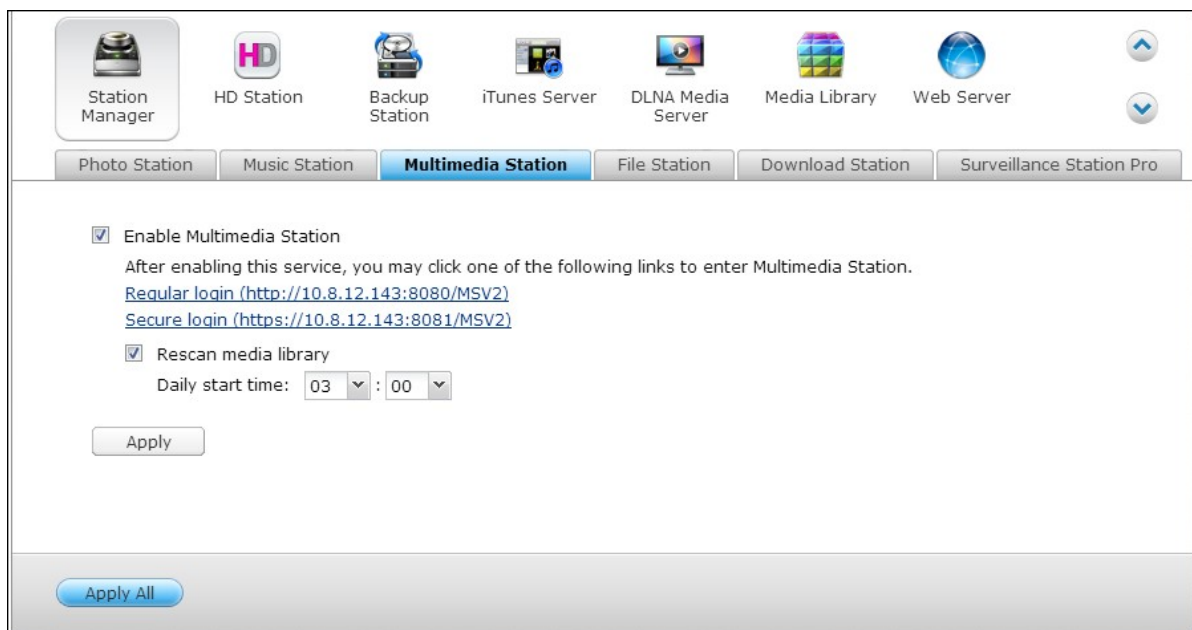 HD
Station Manager
HD Station
Backup Station
iTunes Server
DLNA Media Server
Media Library
Web Server
Photo Station
Music Station
Multimedia Station
File Station
Download Station
Surveillance Station Pro
Enable Multimedia Station
After enabling this service, you may click one of the following links to enter Multimedia Station.
Regular login (http://10.8.12.143:8080/MSV2)
Secure login (https://10.8.12.143:8081/MSV2)
Rescan media library
Daily start time: 03 : 00
Apply
Apply All